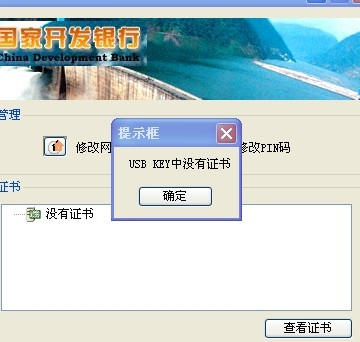 国家开发银行
China Development Bank
管理
修改网
修改PIN码
提示框
USB KEY中没有证书
确定
证书
没有证书
查看证书